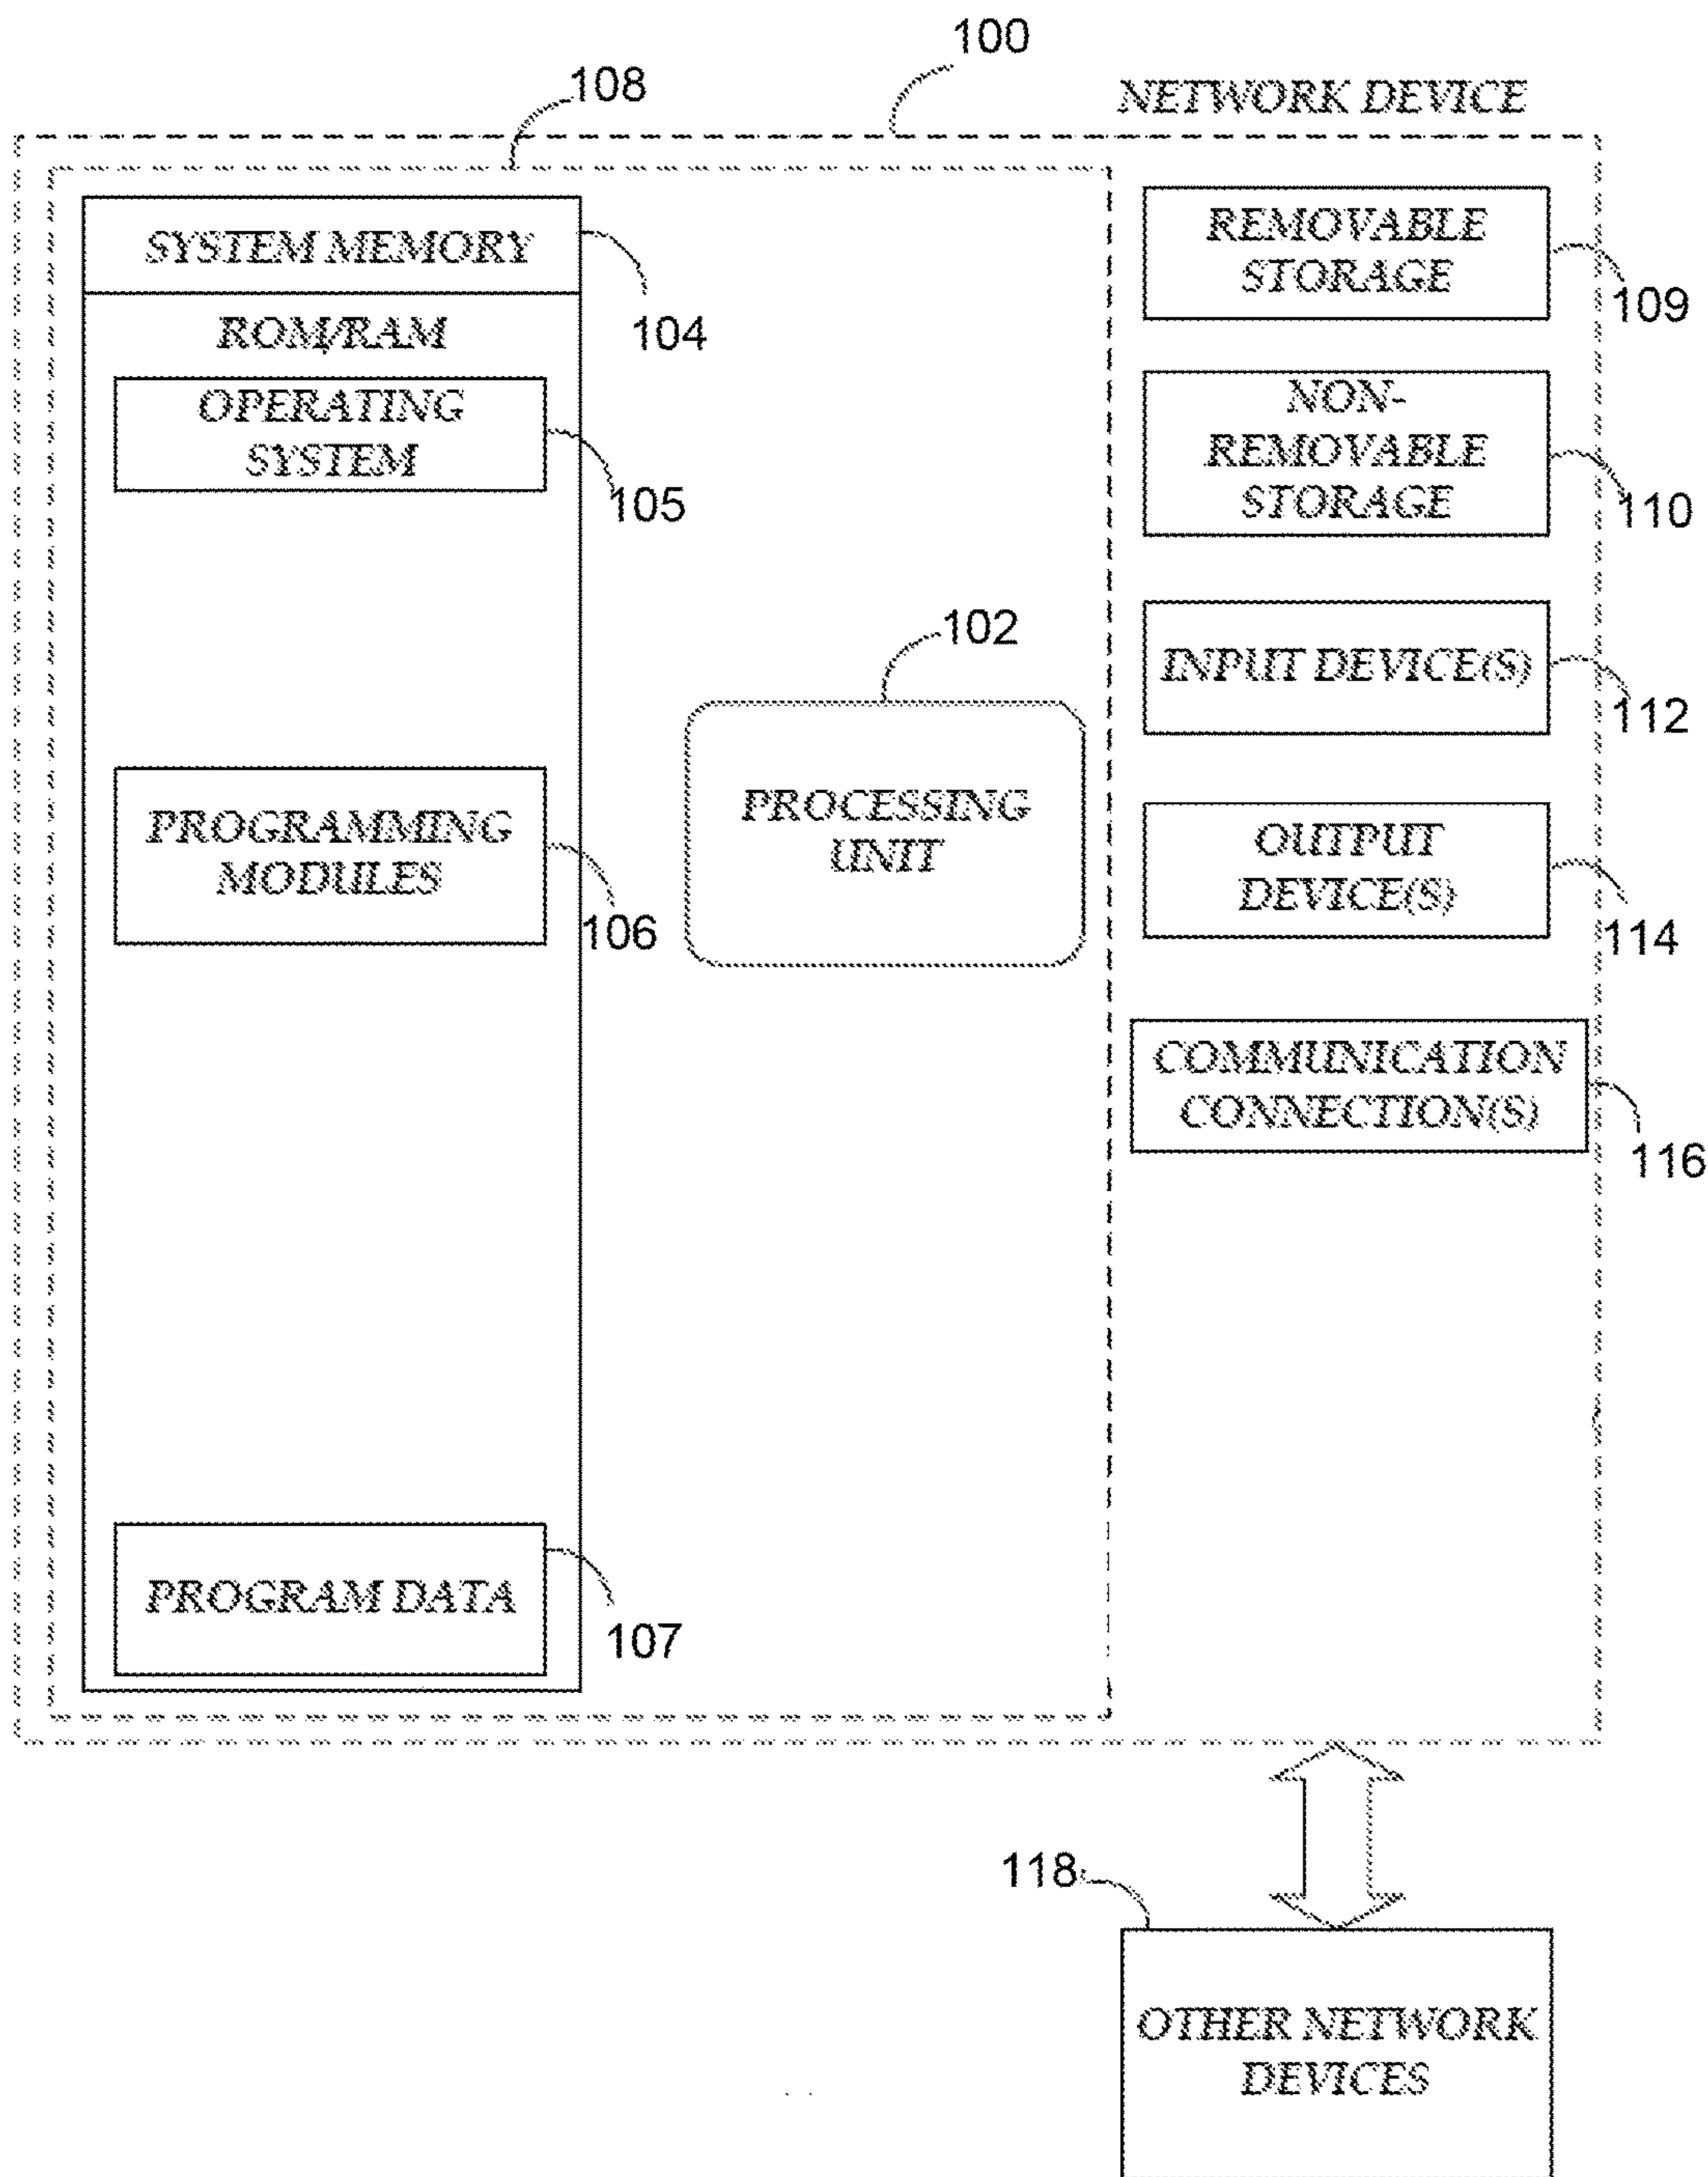 100
108
NETWORK DEVICE
SYSTEM MEMORY
104
ROM/RAM
OPERATING
SYSTEM
105
PROGRAMMING
MODULES
106
PROGRAM DATA
107
102
PROCESSING
UNIT
REMOVABLE
STORAGE
109
NON-
REMOVABLE
STORAGE
110
INPUT DEVICE(S)
112
OUTPUT
DEVICE(S)
114
COMMUNICATION
CONNECTION(S)
116
118
OTHER NETWORK
DEVICES